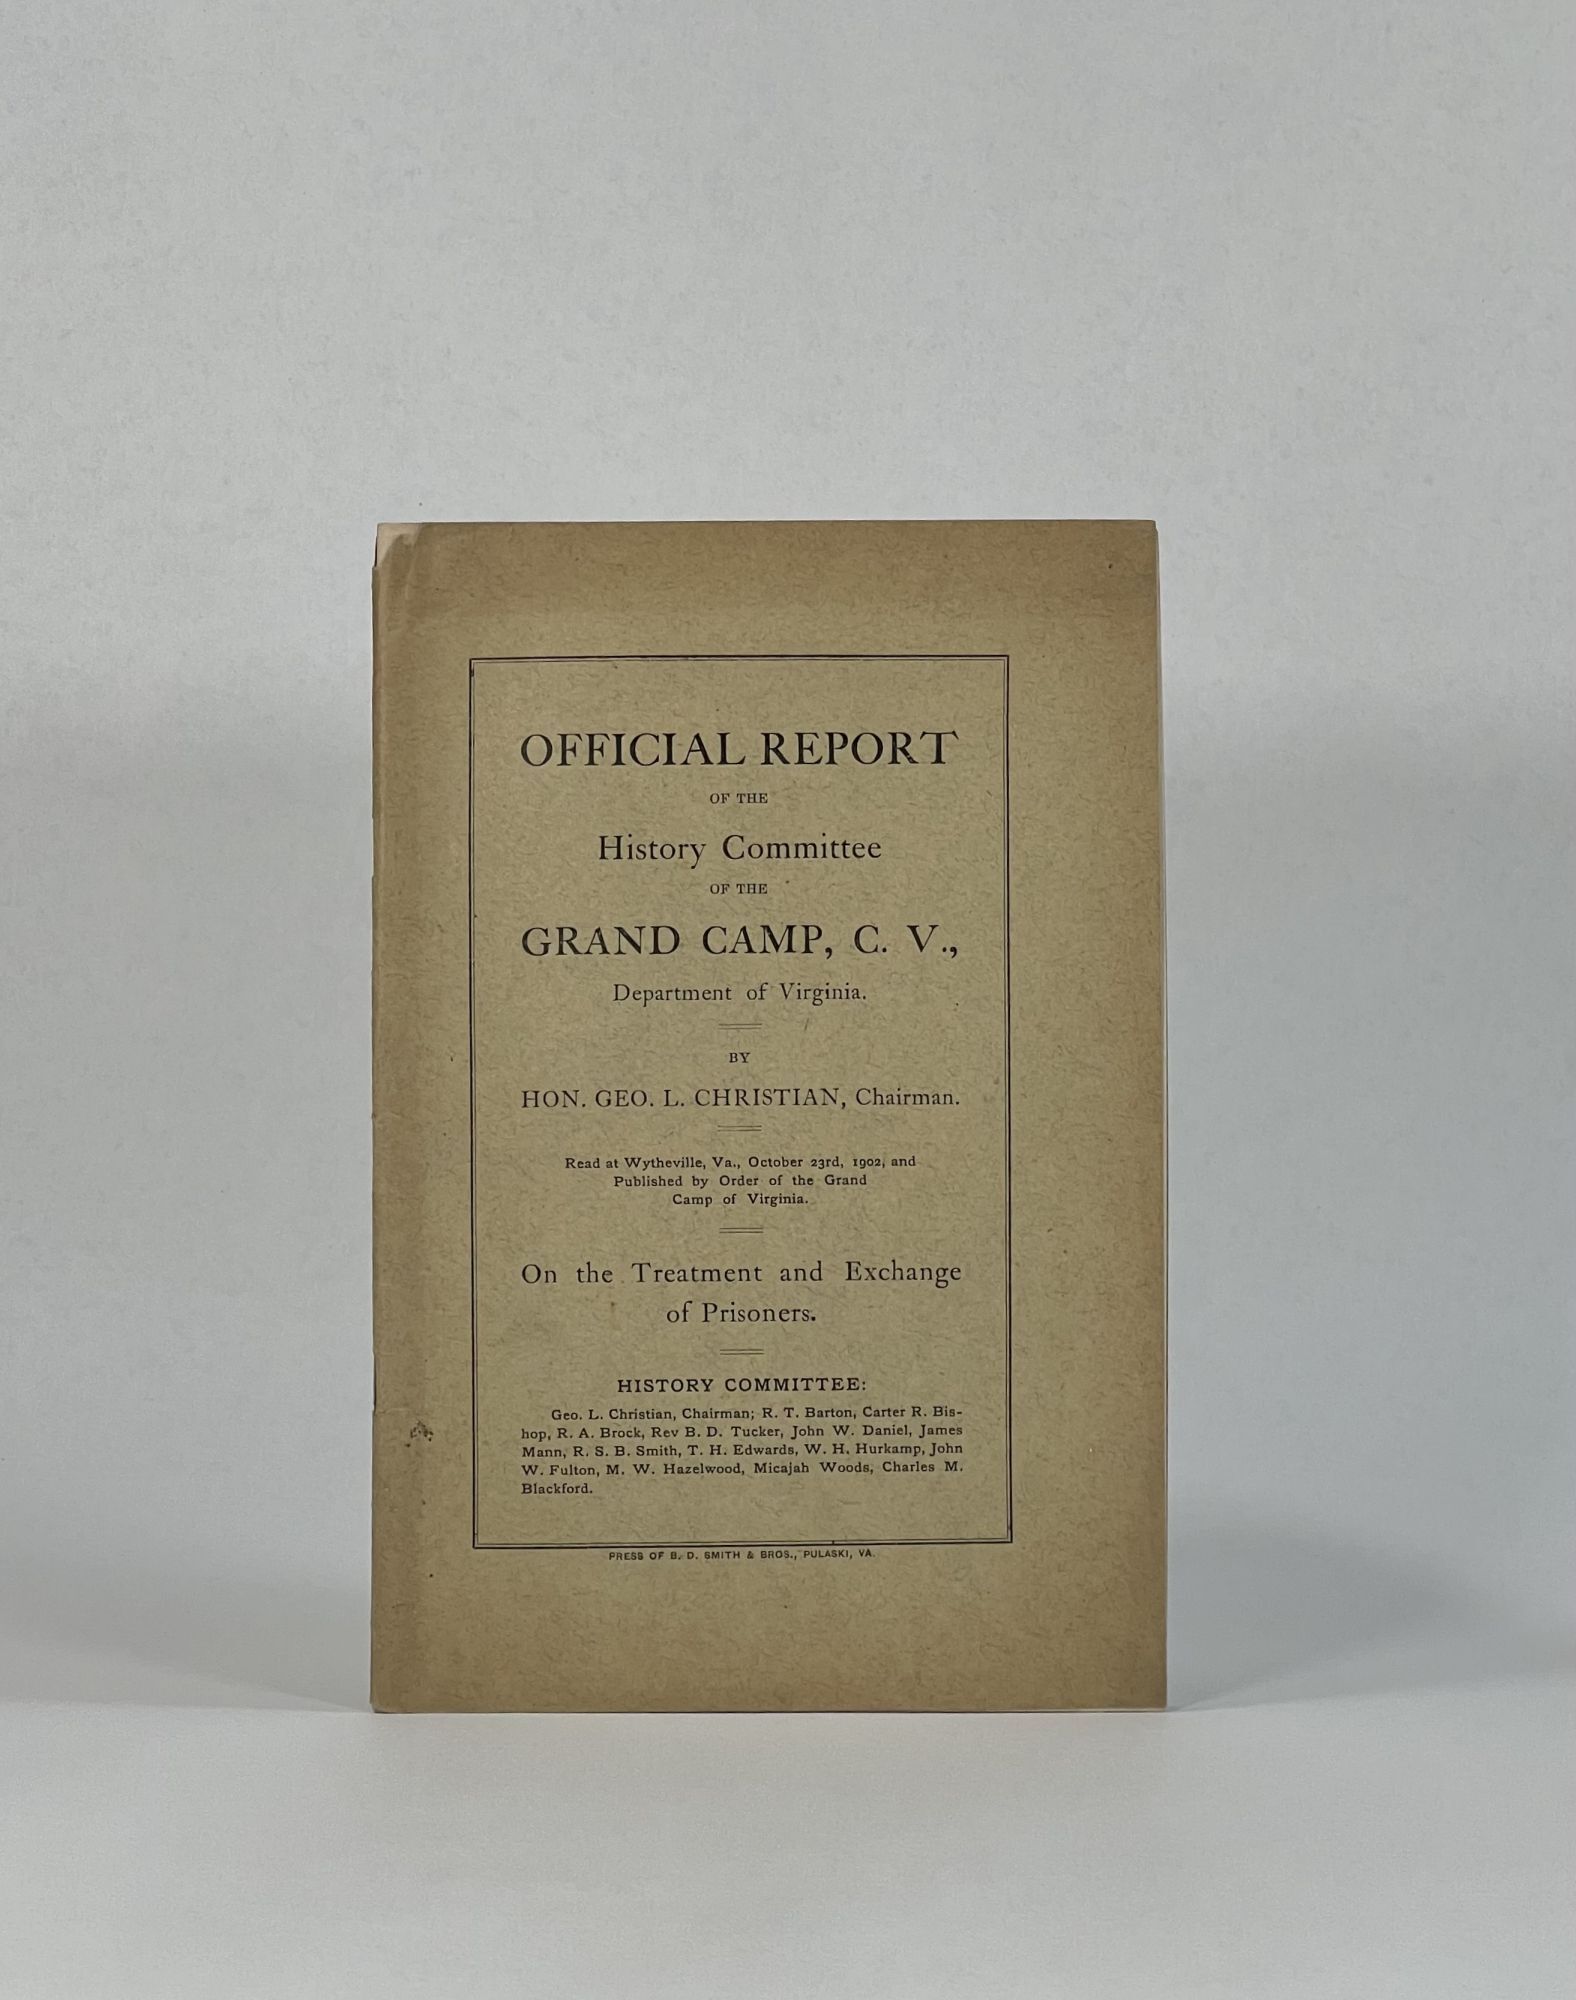 OFFICIAL REPORT
OF THE
History Committee
OF THE
GRAND CAMP, C. V.,
Department of Virginia.
BY
HON. GEO. L. CHRISTIAN, Chairman.
Read at Wytheville, Va., October 23rd, 1902, and
Published by Order of the Grand
Camp of Virginia.
On the Treatment and Exchange
of Prisoners.
HISTORY COMMITTEE:
Geo. L. Christian, Chairman; R. T. Barton, Carter R. Bis-
hop, R. A. Brock, Rev B. D. Tucker, John W. Daniel, James
Mann, R. S. B. Smith, T. H. Edwards, W. H. Hurkamp, John
W. Fulton, M. W. Hazelwood, Micajah Woods, Charles M.
Blackford.
PRESS OF B. D. SMITH & BROS., PULASKI, VA.